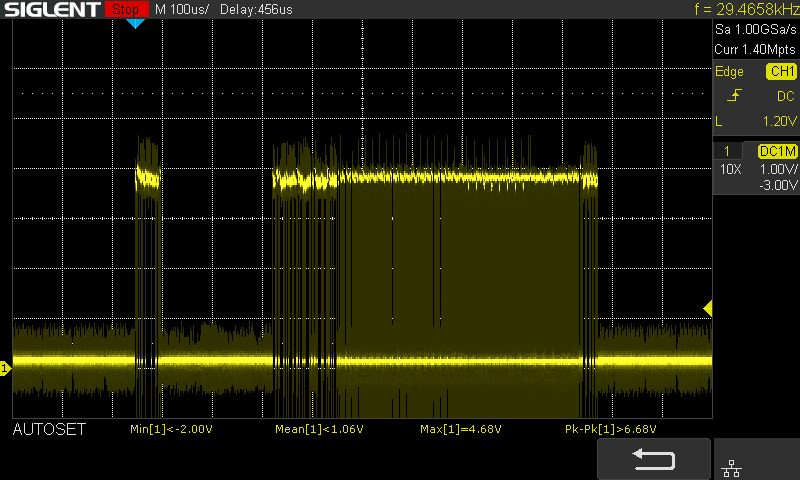 SIGLENT Stop M 100us/ Delay:456us f = 29.4658kHz
Sa 1.00GSa/s
Curr 1.40Mpts
Edge CH1
DC
L 1.20V
1 DC1M
10X 1.00V/
-3.00V
1
AUTOSET Min[1]<-2.00V Mean[1]<1.06V Max[1]=4.68V Pk-Pk[1]>6.68V